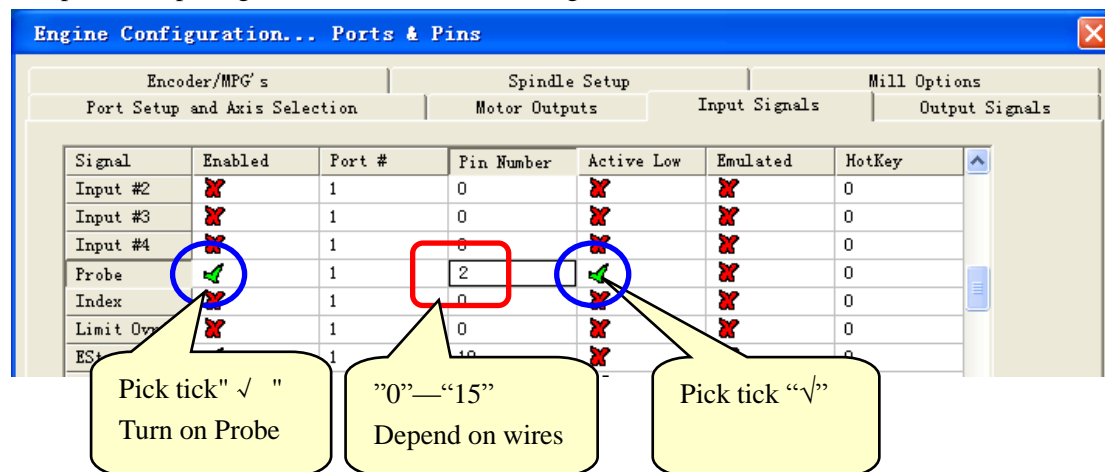 Engine Configuration... Ports & Pins
Encoder/MPG's Spindle Setup Mill Options
Port Setup and Axis Selection Motor Outputs Input Signals Output Signals
Signal Enabled Port # Pin Number Active Low Emulated HotKey
Input #2 1 0 0
Input #3 1 0 0
Input #4 1 0 0
Probe 1 2 0
Index 1 0 0
Limit 1 0 0
1
Pick tick" √ "
Turn on Probe
”0”—“15”
Depend on wires
Pick tick “√”